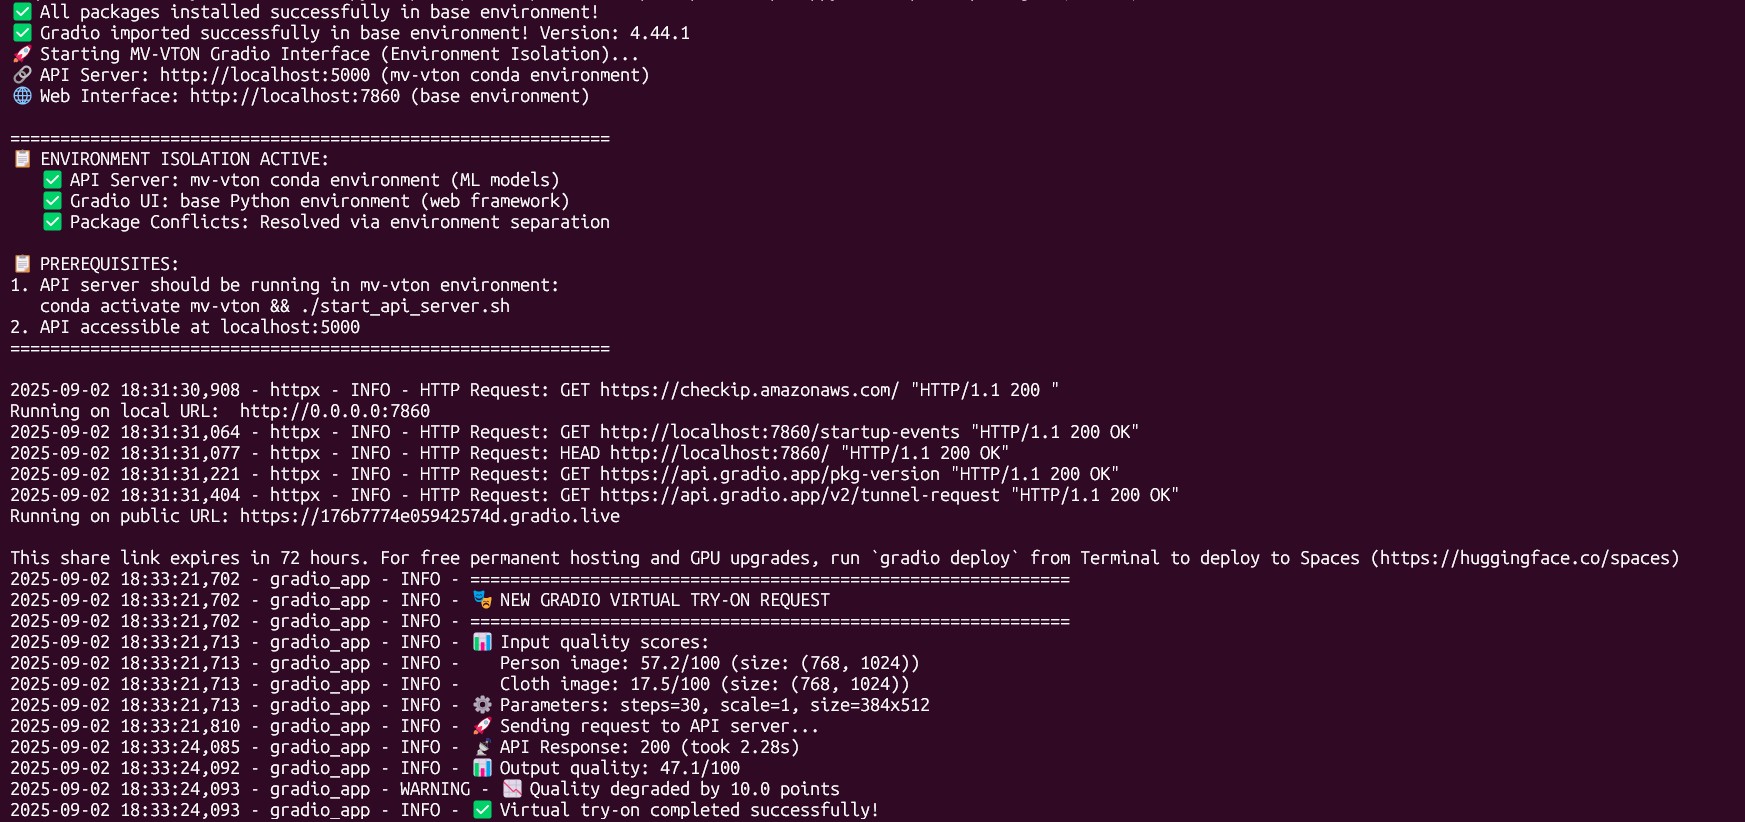 ✅ All packages installed successfully in base environment!
✅ Gradio imported successfully in base environment! Version: 4.44.1
🚀 Starting MV-VTON Gradio Interface (Environment Isolation)...
🔗 API Server: http://localhost:5000 (mv-vton conda environment)
🌐 Web Interface: http://localhost:7860 (base environment)
============================================================
📋 ENVIRONMENT ISOLATION ACTIVE:
✅ API Server: mv-vton conda environment (ML models)
✅ Gradio UI: base Python environment (web framework)
✅ Package Conflicts: Resolved via environment separation
📋 PREREQUISITES:
1. API server should be running in mv-vton environment:
conda activate mv-vton && ./start_api_server.sh
2. API accessible at localhost:5000
============================================================
2025-09-02 18:31:30,908 - httpx - INFO - HTTP Request: GET https://checkip.amazonaws.com/ "HTTP/1.1 200 "
Running on local URL:  http://0.0.0.0:7860
2025-09-02 18:31:31,064 - httpx - INFO - HTTP Request: GET http://localhost:7860/startup-events "HTTP/1.1 200 OK"
2025-09-02 18:31:31,077 - httpx - INFO - HTTP Request: HEAD http://localhost:7860/ "HTTP/1.1 200 OK"
2025-09-02 18:31:31,221 - httpx - INFO - HTTP Request: GET https://api.gradio.app/pkg-version "HTTP/1.1 200 OK"
2025-09-02 18:31:31,404 - httpx - INFO - HTTP Request: GET https://api.gradio.app/v2/tunnel-request "HTTP/1.1 200 OK"
Running on public URL: https://176b7774e05942574d.gradio.live
This share link expires in 72 hours. For free permanent hosting and GPU upgrades, run `gradio deploy` from Terminal to deploy to Spaces (https://huggingface.co/spaces)
2025-09-02 18:33:21,702 - gradio_app - INFO - ============================================================
2025-09-02 18:33:21,702 - gradio_app - INFO - 🎭 NEW GRADIO VIRTUAL TRY-ON REQUEST
2025-09-02 18:33:21,702 - gradio_app - INFO - ============================================================
2025-09-02 18:33:21,713 - gradio_app - INFO - 📊 Input quality scores:
2025-09-02 18:33:21,713 - gradio_app - INFO -    Person image: 57.2/100 (size: (768, 1024))
2025-09-02 18:33:21,713 - gradio_app - INFO -    Cloth image: 17.5/100 (size: (768, 1024))
2025-09-02 18:33:21,713 - gradio_app - INFO - ⚙️ Parameters: steps=30, scale=1, size=384x512
2025-09-02 18:33:21,810 - gradio_app - INFO - 🚀 Sending request to API server...
2025-09-02 18:33:24,085 - gradio_app - INFO - 📡 API Response: 200 (took 2.28s)
2025-09-02 18:33:24,092 - gradio_app - INFO - 📊 Output quality: 47.1/100
2025-09-02 18:33:24,093 - gradio_app - WARNING - 📉 Quality degraded by 10.0 points
2025-09-02 18:33:24,093 - gradio_app - INFO - ✅ Virtual try-on completed successfully!